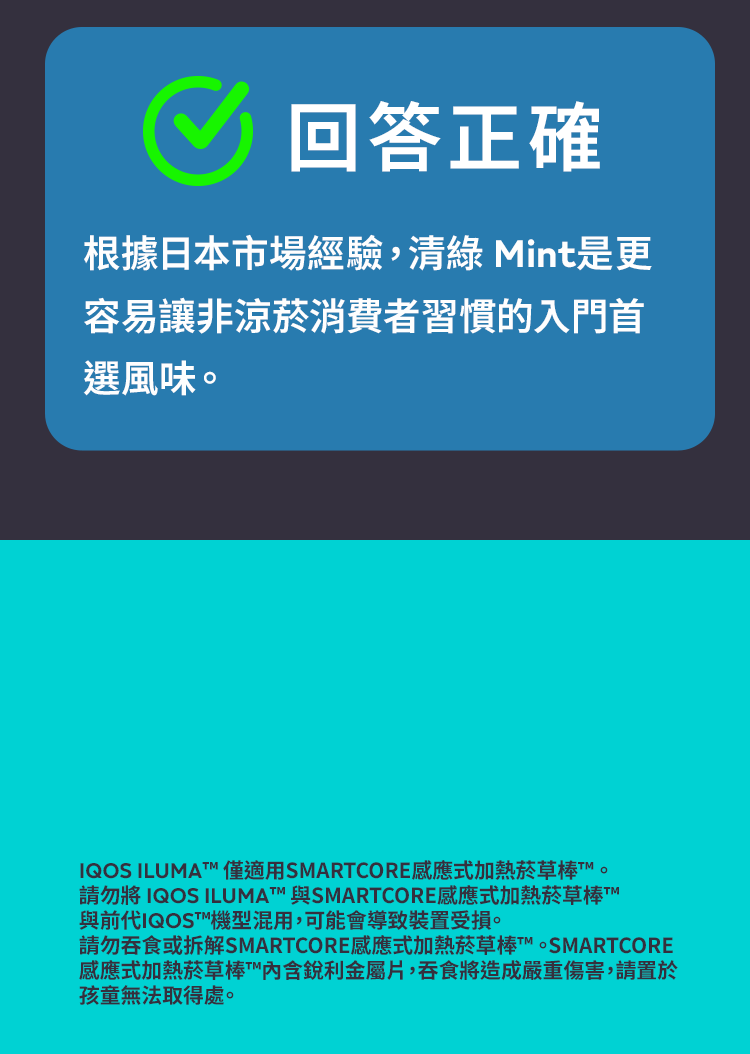 回答正確
根據日本市場經驗，清綠 Mint是更
容易讓非涼菸消費者習慣的入門首
選風味。
IQOS ILUMA™ 僅適用SMARTCORE感應式加熱菸草棒™。
請勿將 IQOS ILUMA™ 與SMARTCORE感應式加熱菸草棒™
與前代IQOS™機型混用，可能會導致裝置受損。
請勿吞食或拆解SMARTCORE感應式加熱菸草棒™。SMARTCORE
感應式加熱菸草棒™內含銳利金屬片，吞食將造成嚴重傷害，請置於
孩童無法取得處。